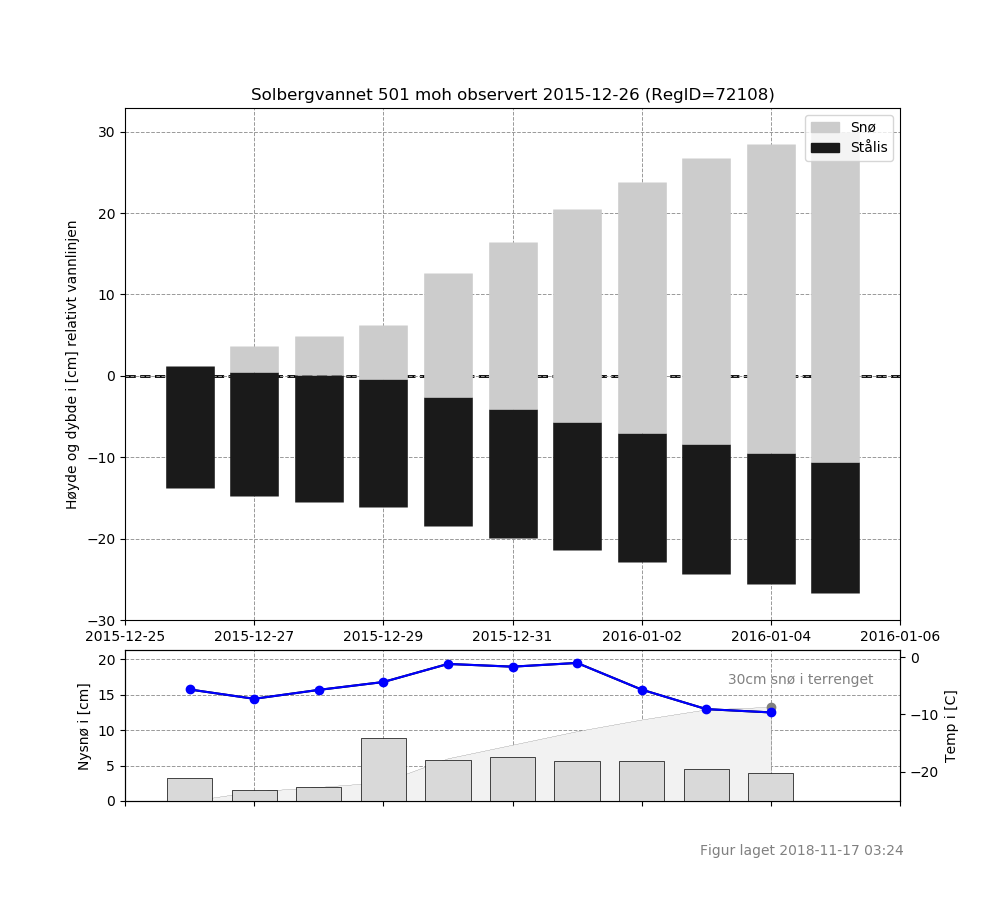 Solbergvannet 501 moh observert 2015-12-26 (RegID=72108)
Snø
Stålis
Høyde og dybde i [cm] relativt vannlinjen
30
20
10
0
−10
−20
−30
2015-12-25 2015-12-27 2015-12-29 2015-12-31 2016-01-02 2016-01-04 2016-01-06
Nysnø i [cm]
20
15
10
5
0
30cm snø i terrenget
0
−10
−20
Temp i [C]
Figur laget 2018-11-17 03:24